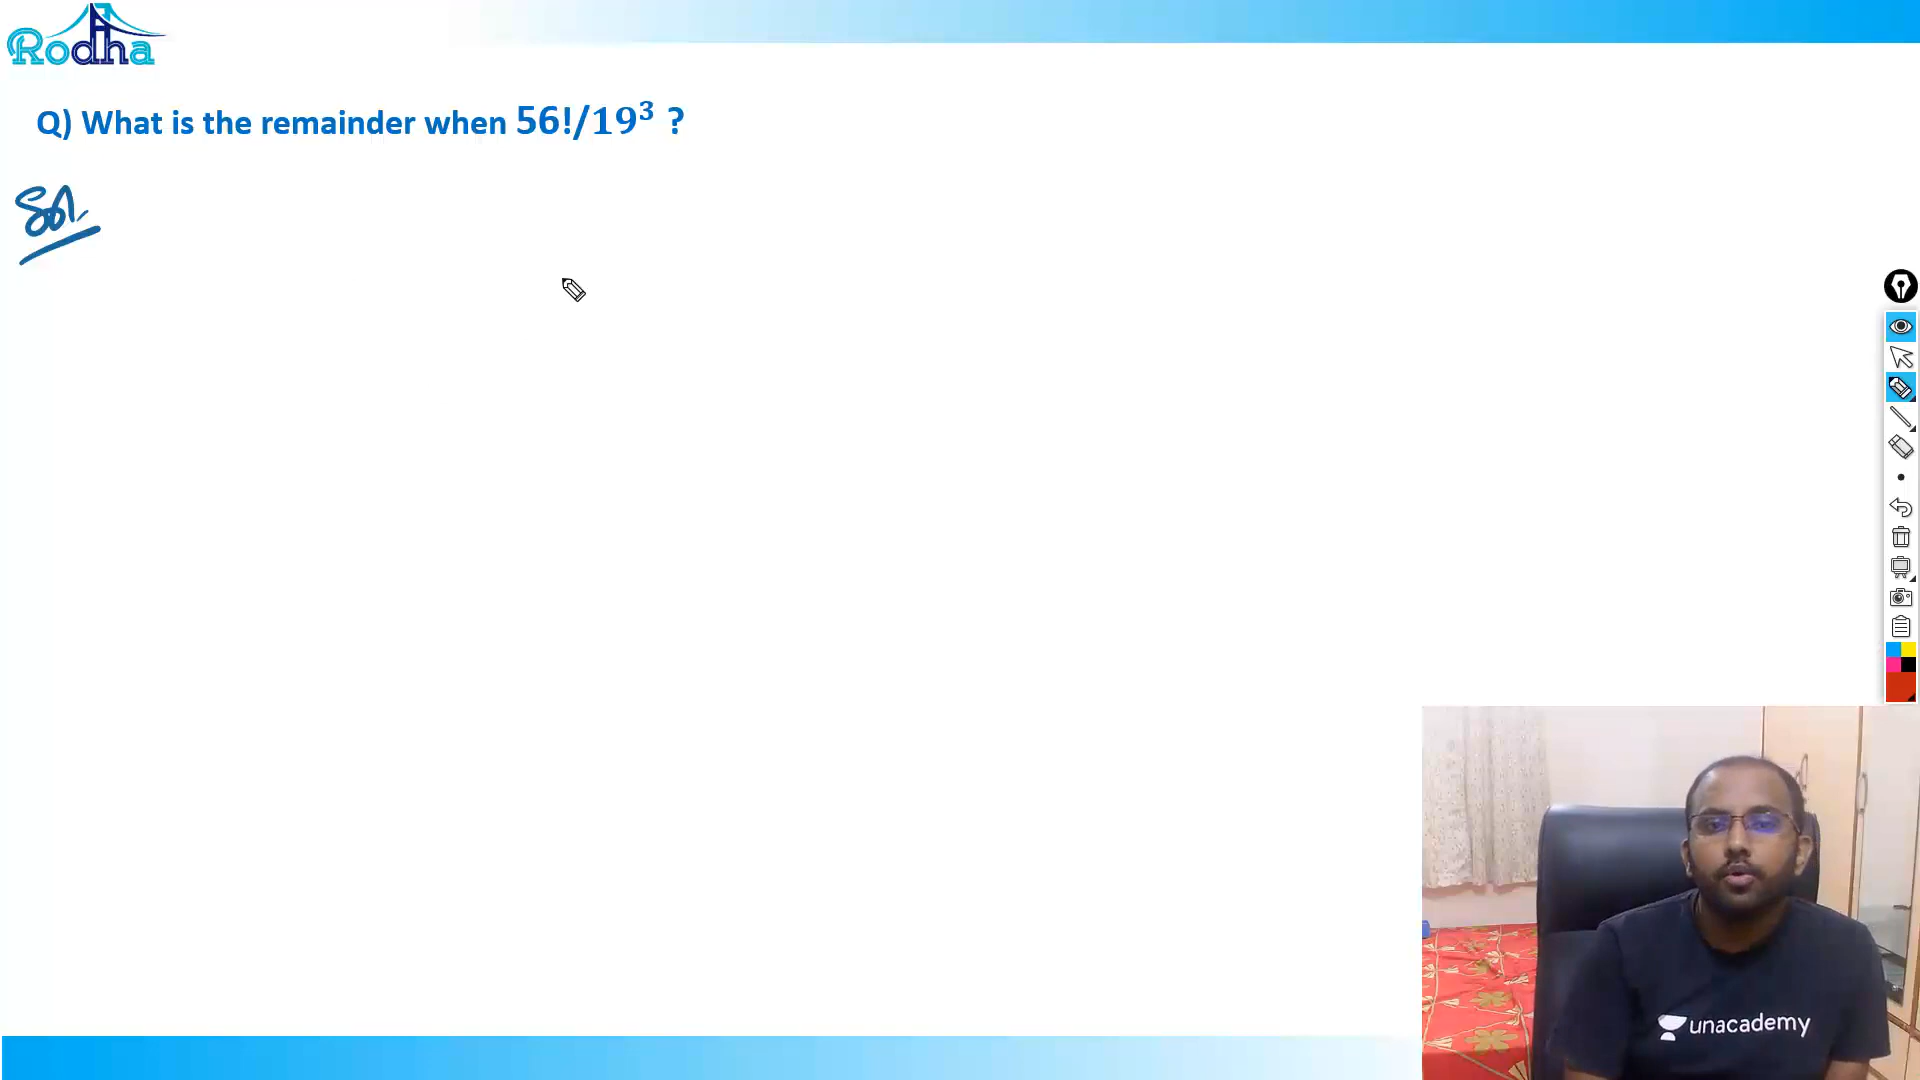 Rodha
Q) What is the remainder when 56!/19³ ?
Sol.
unacademy